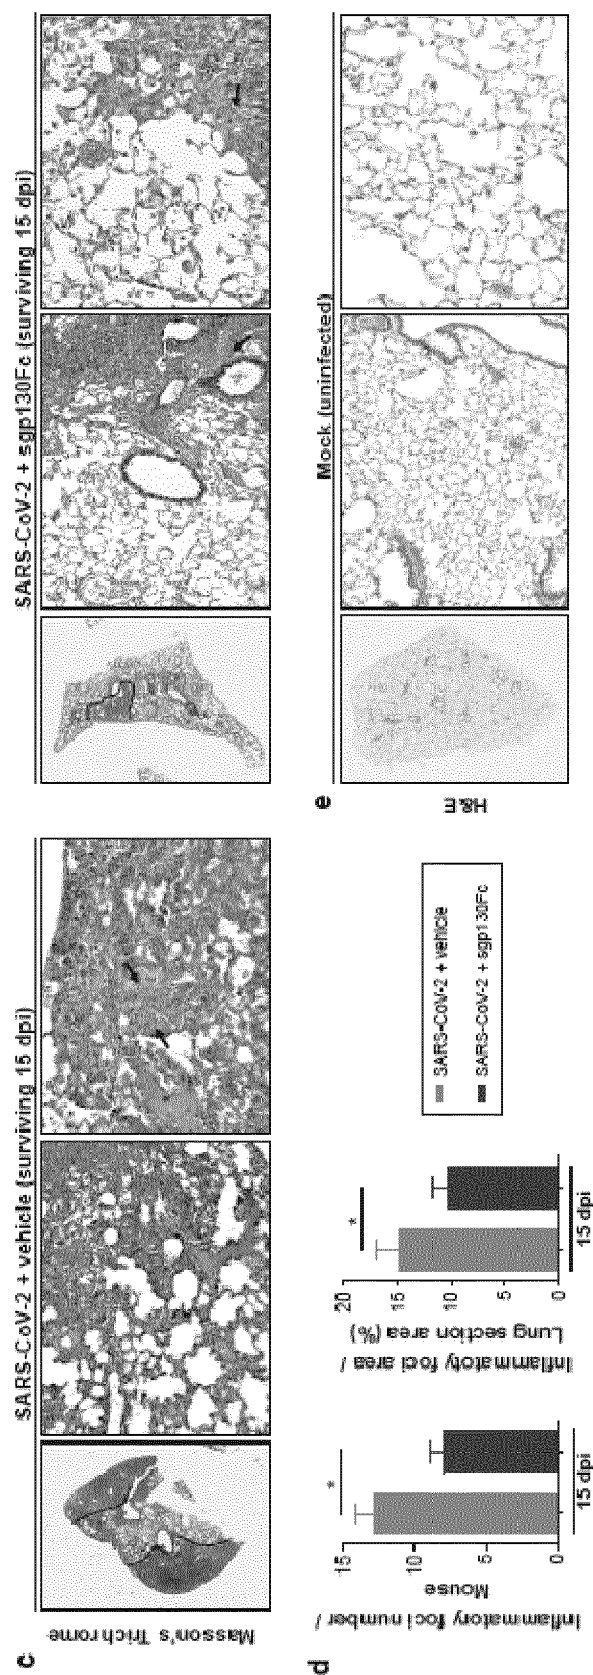 c
SARS-CoV-2 + vehicle (surviving 15 dpi)
SARS-CoV-2 + sgp130Fc (surviving 15 dpi)
Masson's Trichrome
d
Inflammatory foci number /
Mouse
15
10
5
0
*
15 dpi
Inflammatoty foci area /
Lung section area (%)
20
15
10
5
0
*
15 dpi
SARS-CoV-2 + vehicle
SARS-CoV-2 + sgp130Fc
e
Mock (uninfected)
H&E